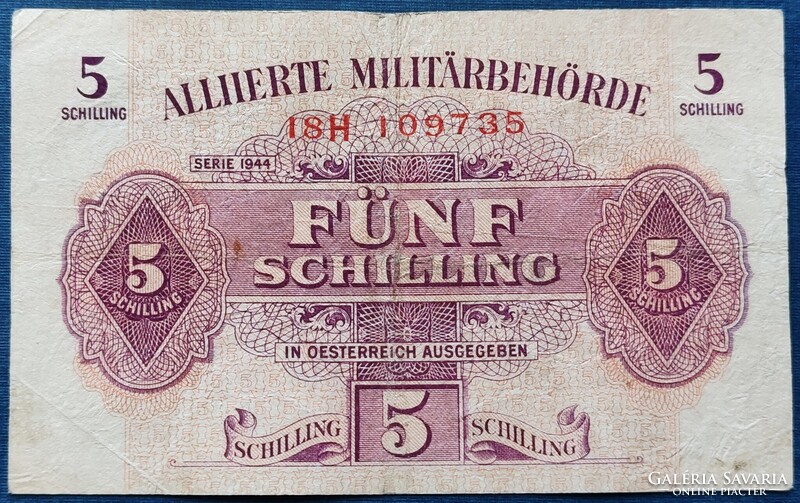 5
SCHILLING
ALLIIERTE MILITÄRBEHÖRDE
5
SCHILLING
18H 109735
SERIE 1944
FÜNF
SCHILLING
5
SCHILLING
5
SCHILLING
IN OESTERREICH AUSGEGEBEN
SCHILLING 5 SCHILLING
GALÉRIA SAVARIA
ONLINE PIACTÉR